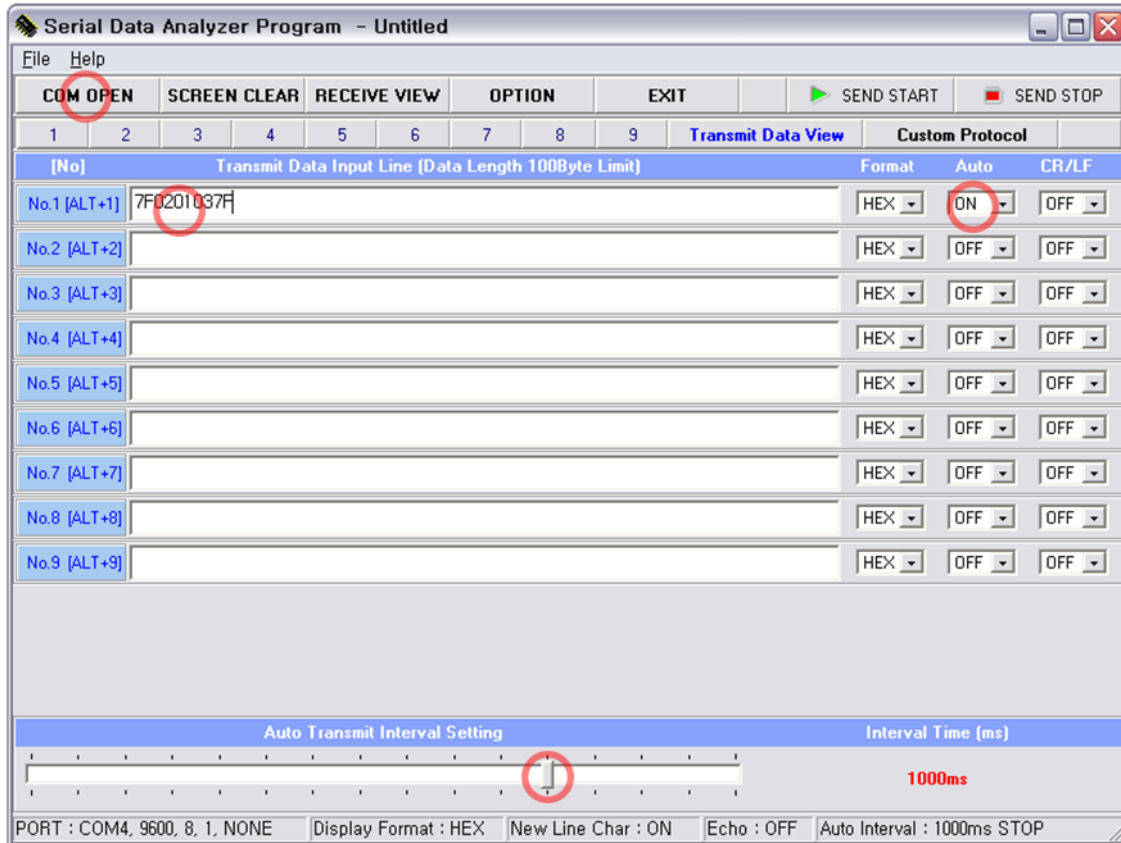 Serial Data Analyzer Program - Untitled
File Help
COM OPEN SCREEN CLEAR RECEIVE VIEW OPTION EXIT SEND START SEND STOP
1 2 3 4 5 6 7 8 9 Transmit Data View Custom Protocol
[No] Transmit Data Input Line (Data Length 100Byte Limit) Format Auto CR/LF
No.1 [ALT+1] 7F0201037F HEX ON OFF
No.2 [ALT+2] HEX OFF OFF
No.3 [ALT+3] HEX OFF OFF
No.4 [ALT+4] HEX OFF OFF
No.5 [ALT+5] HEX OFF OFF
No.6 [ALT+6] HEX OFF OFF
No.7 [ALT+7] HEX OFF OFF
No.8 [ALT+8] HEX OFF OFF
No.9 [ALT+9] HEX OFF OFF
Auto Transmit Interval Setting Interval Time (ms)
1000ms
PORT : COM4, 9600, 8, 1, NONE Display Format : HEX New Line Char : ON Echo : OFF Auto Interval : 1000ms STOP